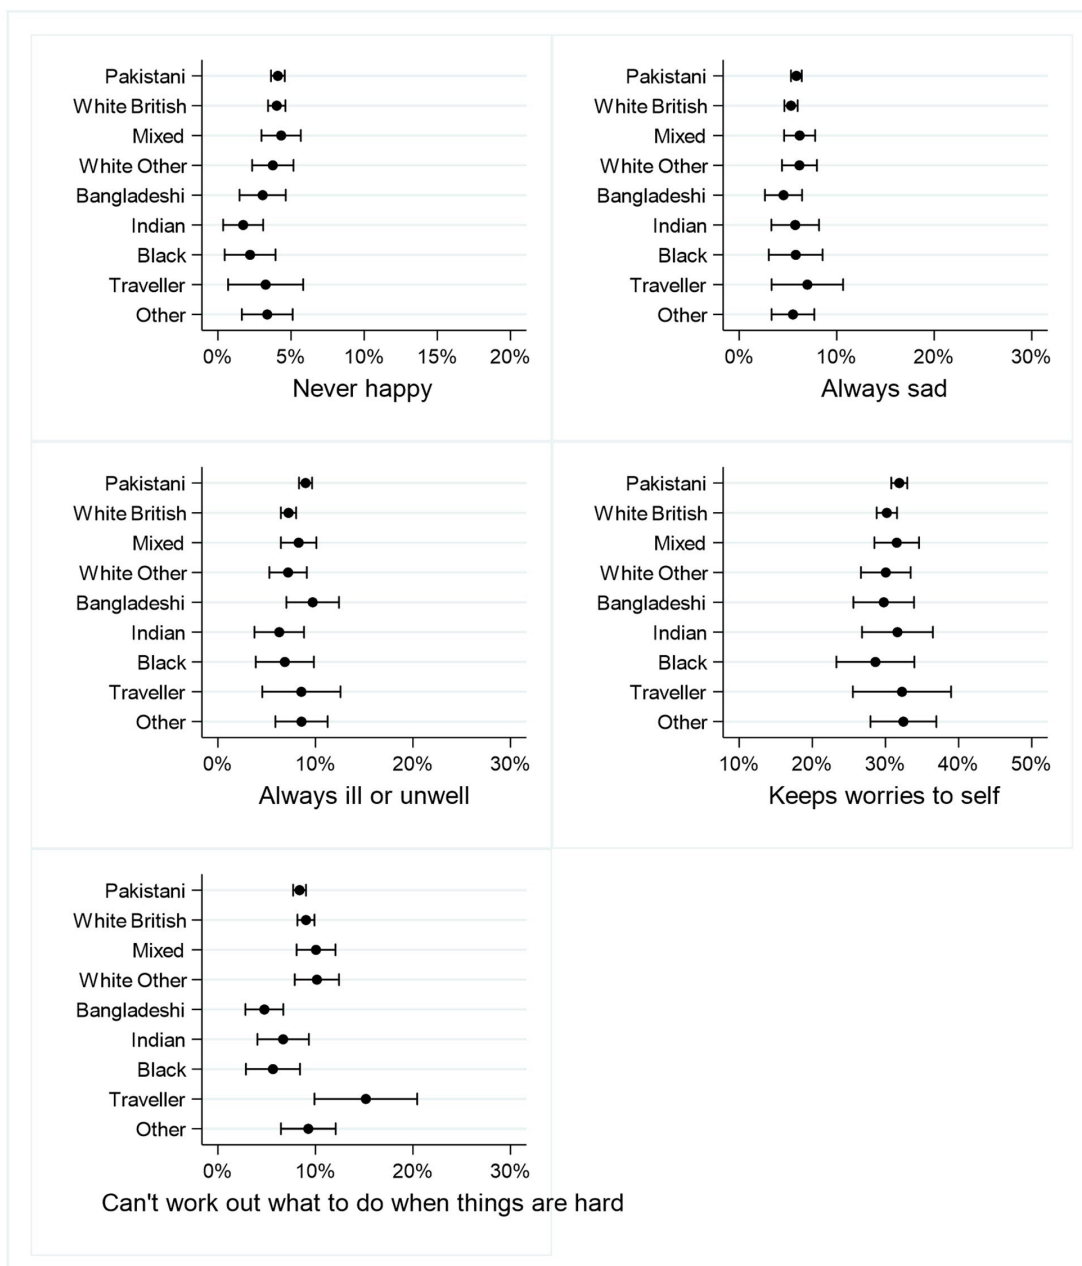 Pakistani
White British
Mixed
White Other
Bangladeshi
Indian
Black
Traveller
Other
0% 5% 10% 15% 20%
Never happy
Pakistani
White British
Mixed
White Other
Bangladeshi
Indian
Black
Traveller
Other
0% 10% 20% 30%
Always sad
Pakistani
White British
Mixed
White Other
Bangladeshi
Indian
Black
Traveller
Other
0% 10% 20% 30%
Always ill or unwell
Pakistani
White British
Mixed
White Other
Bangladeshi
Indian
Black
Traveller
Other
10% 20% 30% 40% 50%
Keeps worries to self
Pakistani
White British
Mixed
White Other
Bangladeshi
Indian
Black
Traveller
Other
0% 10% 20% 30%
Can't work out what to do when things are hard